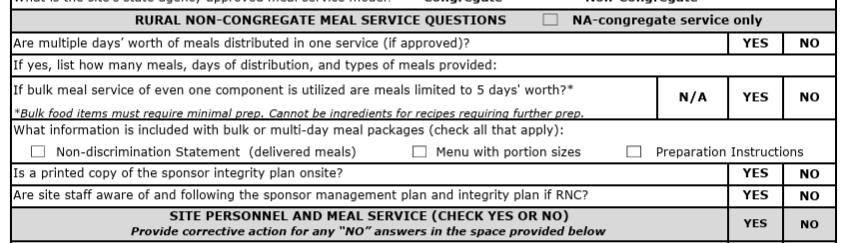 RURAL NON-CONGREGATE MEAL SERVICE QUESTIONS ☐ NA-congregate service only
Are multiple days’ worth of meals distributed in one service (if approved)? YES NO
If yes, list how many meals, days of distribution, and types of meals provided:
If bulk meal service of even one component is utilized are meals limited to 5 days' worth?* N/A YES NO
*Bulk food items must require minimal prep. Cannot be ingredients for recipes requiring further prep.
What information is included with bulk or multi-day meal packages (check all that apply):
☐ Non-discrimination Statement (delivered meals) ☐ Menu with portion sizes ☐ Preparation Instructions
Is a printed copy of the sponsor integrity plan onsite? YES NO
Are site staff aware of and following the sponsor management plan and integrity plan if RNC? YES NO
SITE PERSONNEL AND MEAL SERVICE (CHECK YES OR NO) YES NO
Provide corrective action for any “NO” answers in the space provided below